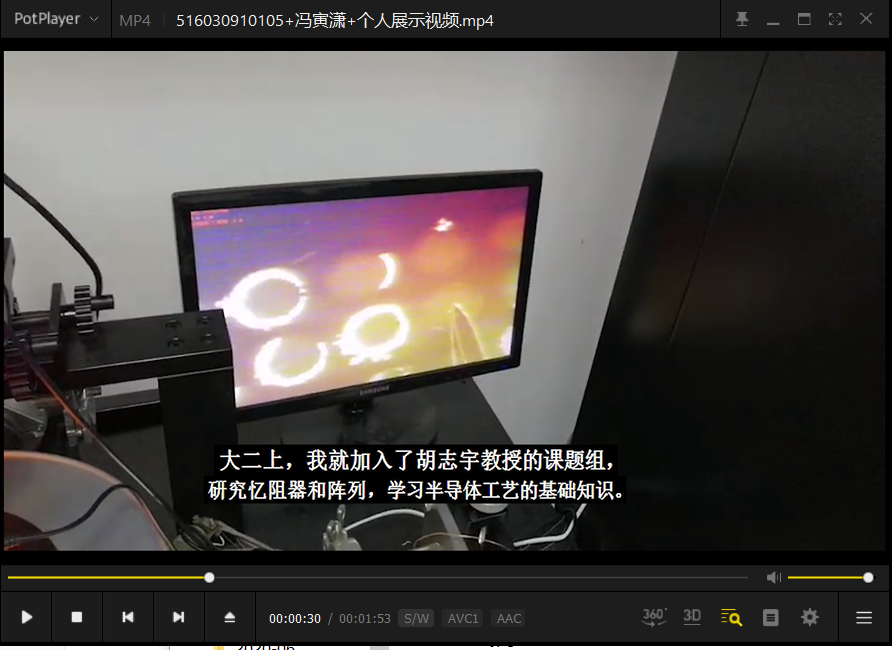 PotPlayer
MP4
516030910105+冯寅潇+个人展示视频.mp4
SAMSUNG
大二上，我就加入了胡志宇教授的课题组，
研究忆阻器和阵列，学习半导体工艺的基础知识。
00:00:30 / 00:01:53 S/W AVC1 AAC
360°
3D